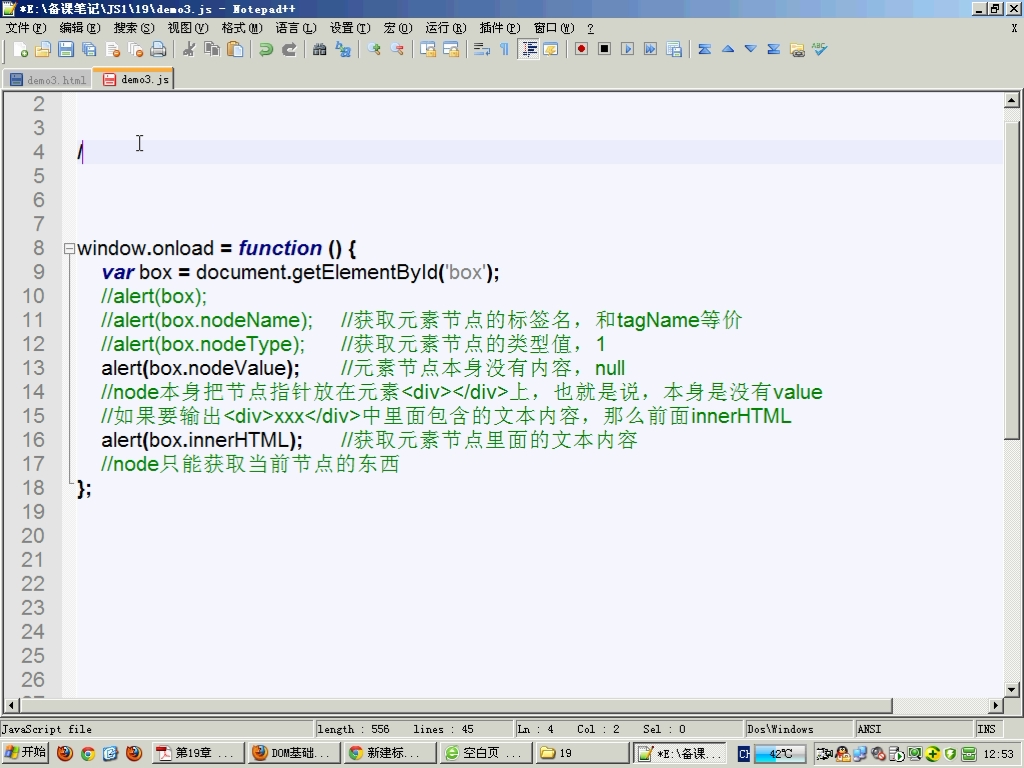 *E:\备课笔记\JS1\19\demo3.js - Notepad++
文件(F) 编辑(E) 搜索(S) 视图(V) 格式(M) 语言(L) 设置(T) 宏(O) 运行(R) 插件(P) 窗口(W) ? X
demo3.html demo3.js
2
3
4 /
5
6
7
8 window.onload = function () {
9 var box = document.getElementById('box');
10 //alert(box);
11 //alert(box.nodeName); //获取元素节点的标签名，和tagName等价
12 //alert(box.nodeType); //获取元素节点的类型值，1
13 alert(box.nodeValue); //元素节点本身没有内容，null
14 //node本身把节点指针放在元素<div></div>上，也就是说，本身是没有value
15 //如果要输出<div>xxx</div>中里面包含的文本内容，那么前面innerHTML
16 alert(box.innerHTML); //获取元素节点里面的文本内容
17 //node只能获取当前节点的东西
18 };
19
20
21
22
23
24
25
26
JavaScript file length : 556 lines : 45 Ln : 4 Col : 2 Sel : 0 Dos\Windows ANSI INS
开始 第19章 ... DOM基础... 新建标... 空白页 ... 19 *E:\备课... CH 42℃ 12:53